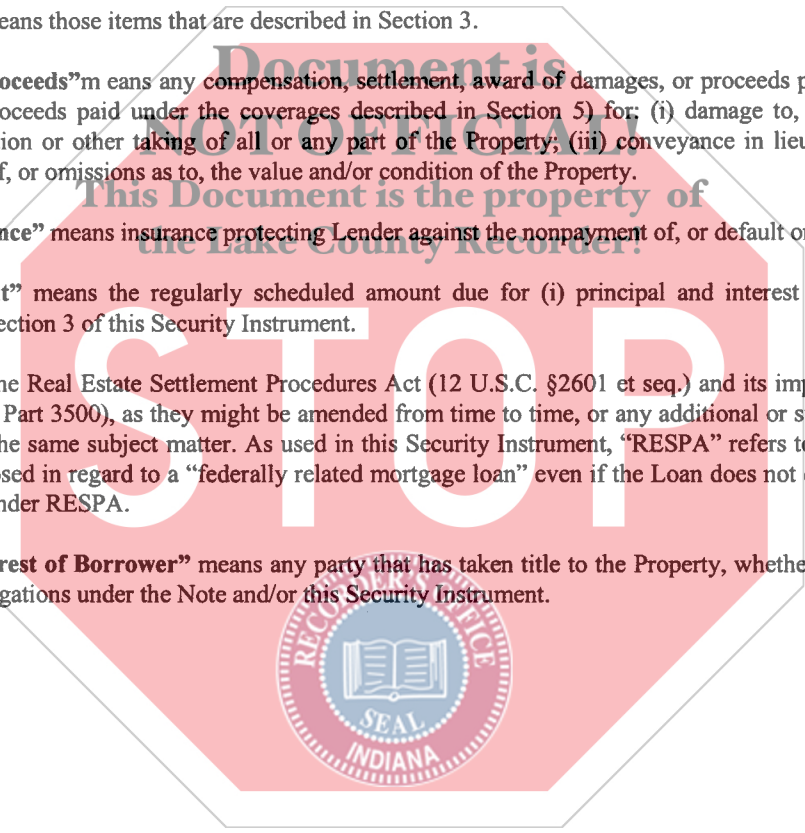 eans those items that are described in Section 3.
Document is
oceeds”m eans any compensation, settlement, award of damages, or proceeds p
oceeds paid under the coverages described in Section 5) for: (i) damage to,
NOT OFFICIAL!
ion or other taking of all or any part of the Property; (iii) conveyance in lieu
f, or omissions as to, the value and/or condition of the Property.
This Document is the property of
the Lake County Recorder!
nce” means insurance protecting Lender against the nonpayment of, or default or
t” means the regularly scheduled amount due for (i) principal and interest
ection 3 of this Security Instrument.
STOP
he Real Estate Settlement Procedures Act (12 U.S.C. §2601 et seq.) and its imp
Part 3500), as they might be amended from time to time, or any additional or s
he same subject matter. As used in this Security Instrument, “RESPA” refers to
osed in regard to a “federally related mortgage loan” even if the Loan does not
nder RESPA.
rest of Borrower” means any party that has taken title to the Property, whethe
gations under the Note and/or this Security Instrument.
RECORDER'S OFFICE
SEAL
INDIANA